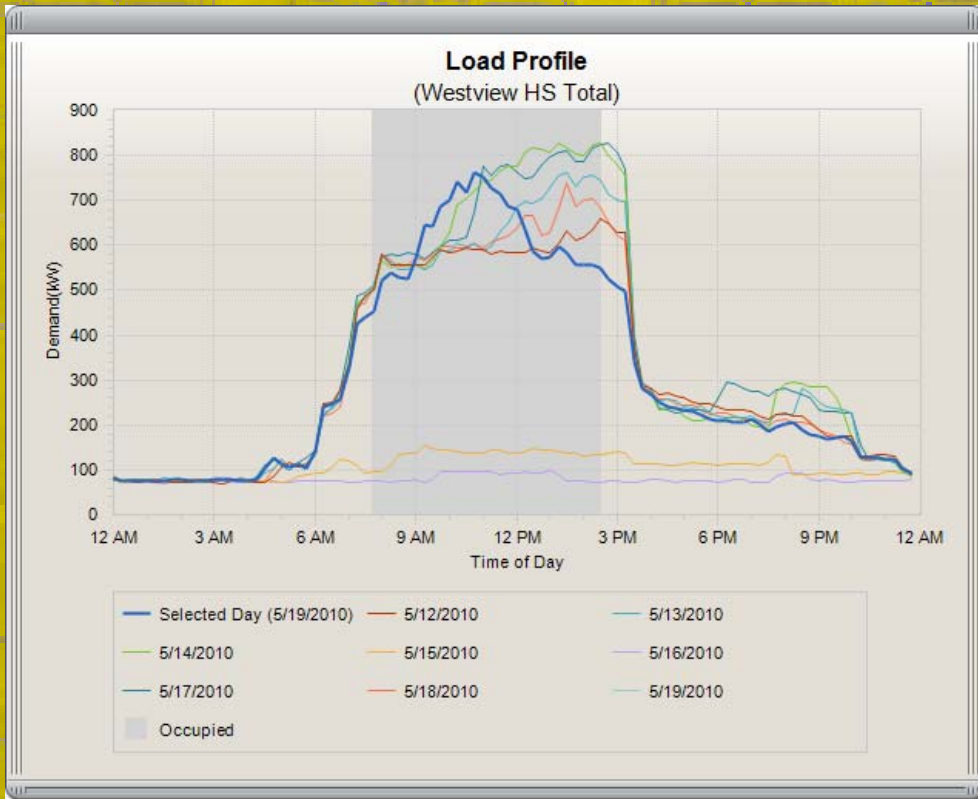 Load Profile
(Westview HS Total)
900
800
700
600
500
400
300
200
100
0
Demand(kW)
12 AM 3 AM 6 AM 9 AM 12 PM 3 PM 6 PM 9 PM 12 AM
Time of Day
Selected Day (5/19/2010) 5/12/2010 5/13/2010
5/14/2010 5/15/2010 5/16/2010
5/17/2010 5/18/2010 5/19/2010
Occupied